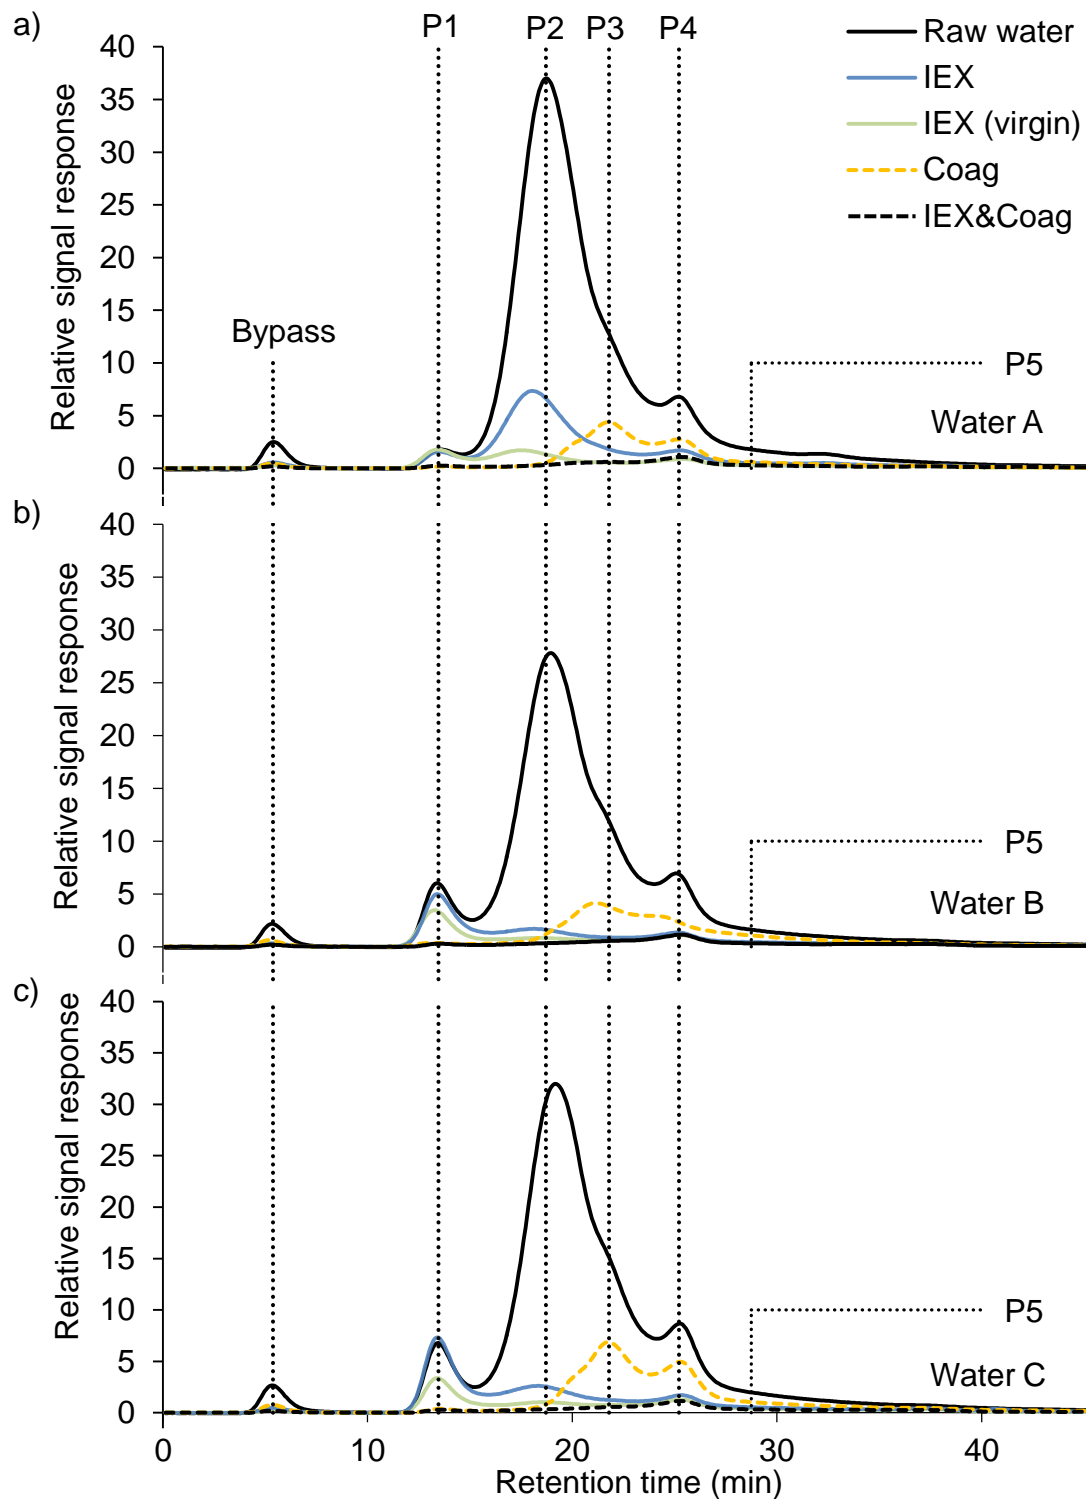 a)
P1 P2 P3 P4
Raw water
IEX
IEX (virgin)
Coag
IEX&Coag
Relative signal response
40
35
30
25
20
15
10
5
0
Bypass
P5
Water A
b)
Relative signal response
40
35
30
25
20
15
10
5
0
P5
Water B
c)
Relative signal response
40
35
30
25
20
15
10
5
0
P5
Water C
0 10 20 30 40
Retention time (min)